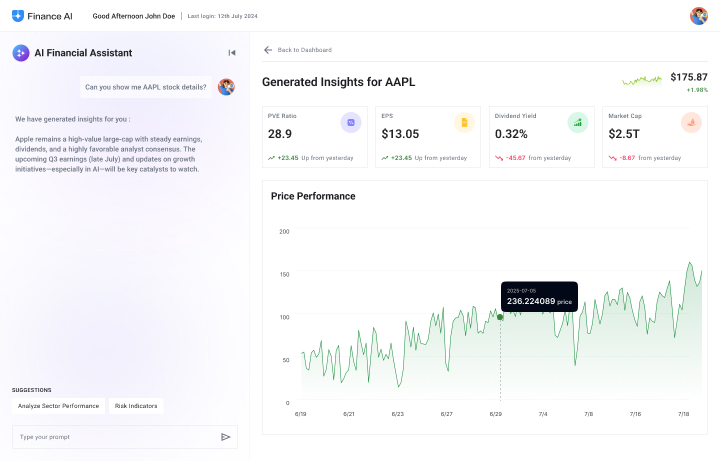 Finance AI
Good Afternoon John Doe
Last login: 12th July 2024
AI Financial Assistant
Can you show me AAPL stock details?
We have generated insights for you :
Apple remains a high-value large-cap with steady earnings,
dividends, and a highly favorable analyst consensus. The
upcoming Q3 earnings (late July) and updates on growth
initiatives—especially in AI—will be key catalysts to watch.
SUGGESTIONS
Analyze Sector Performance
Risk Indicators
Type your prompt
Back to Dashboard
Generated Insights for AAPL
$175.87
+1.98%
PVE Ratio
28.9
+23.45 Up from yesterday
EPS
$13.05
+23.45 Up from yesterday
Dividend Yield
0.32%
-45.67 from yesterday
Market Cap
$2.5T
-8.67 from yesterday
Price Performance
200
150
100
50
0
2025-07-05
236.224089 price
6/19
6/21
6/23
6/27
6/29
7/4
7/8
7/16
7/18